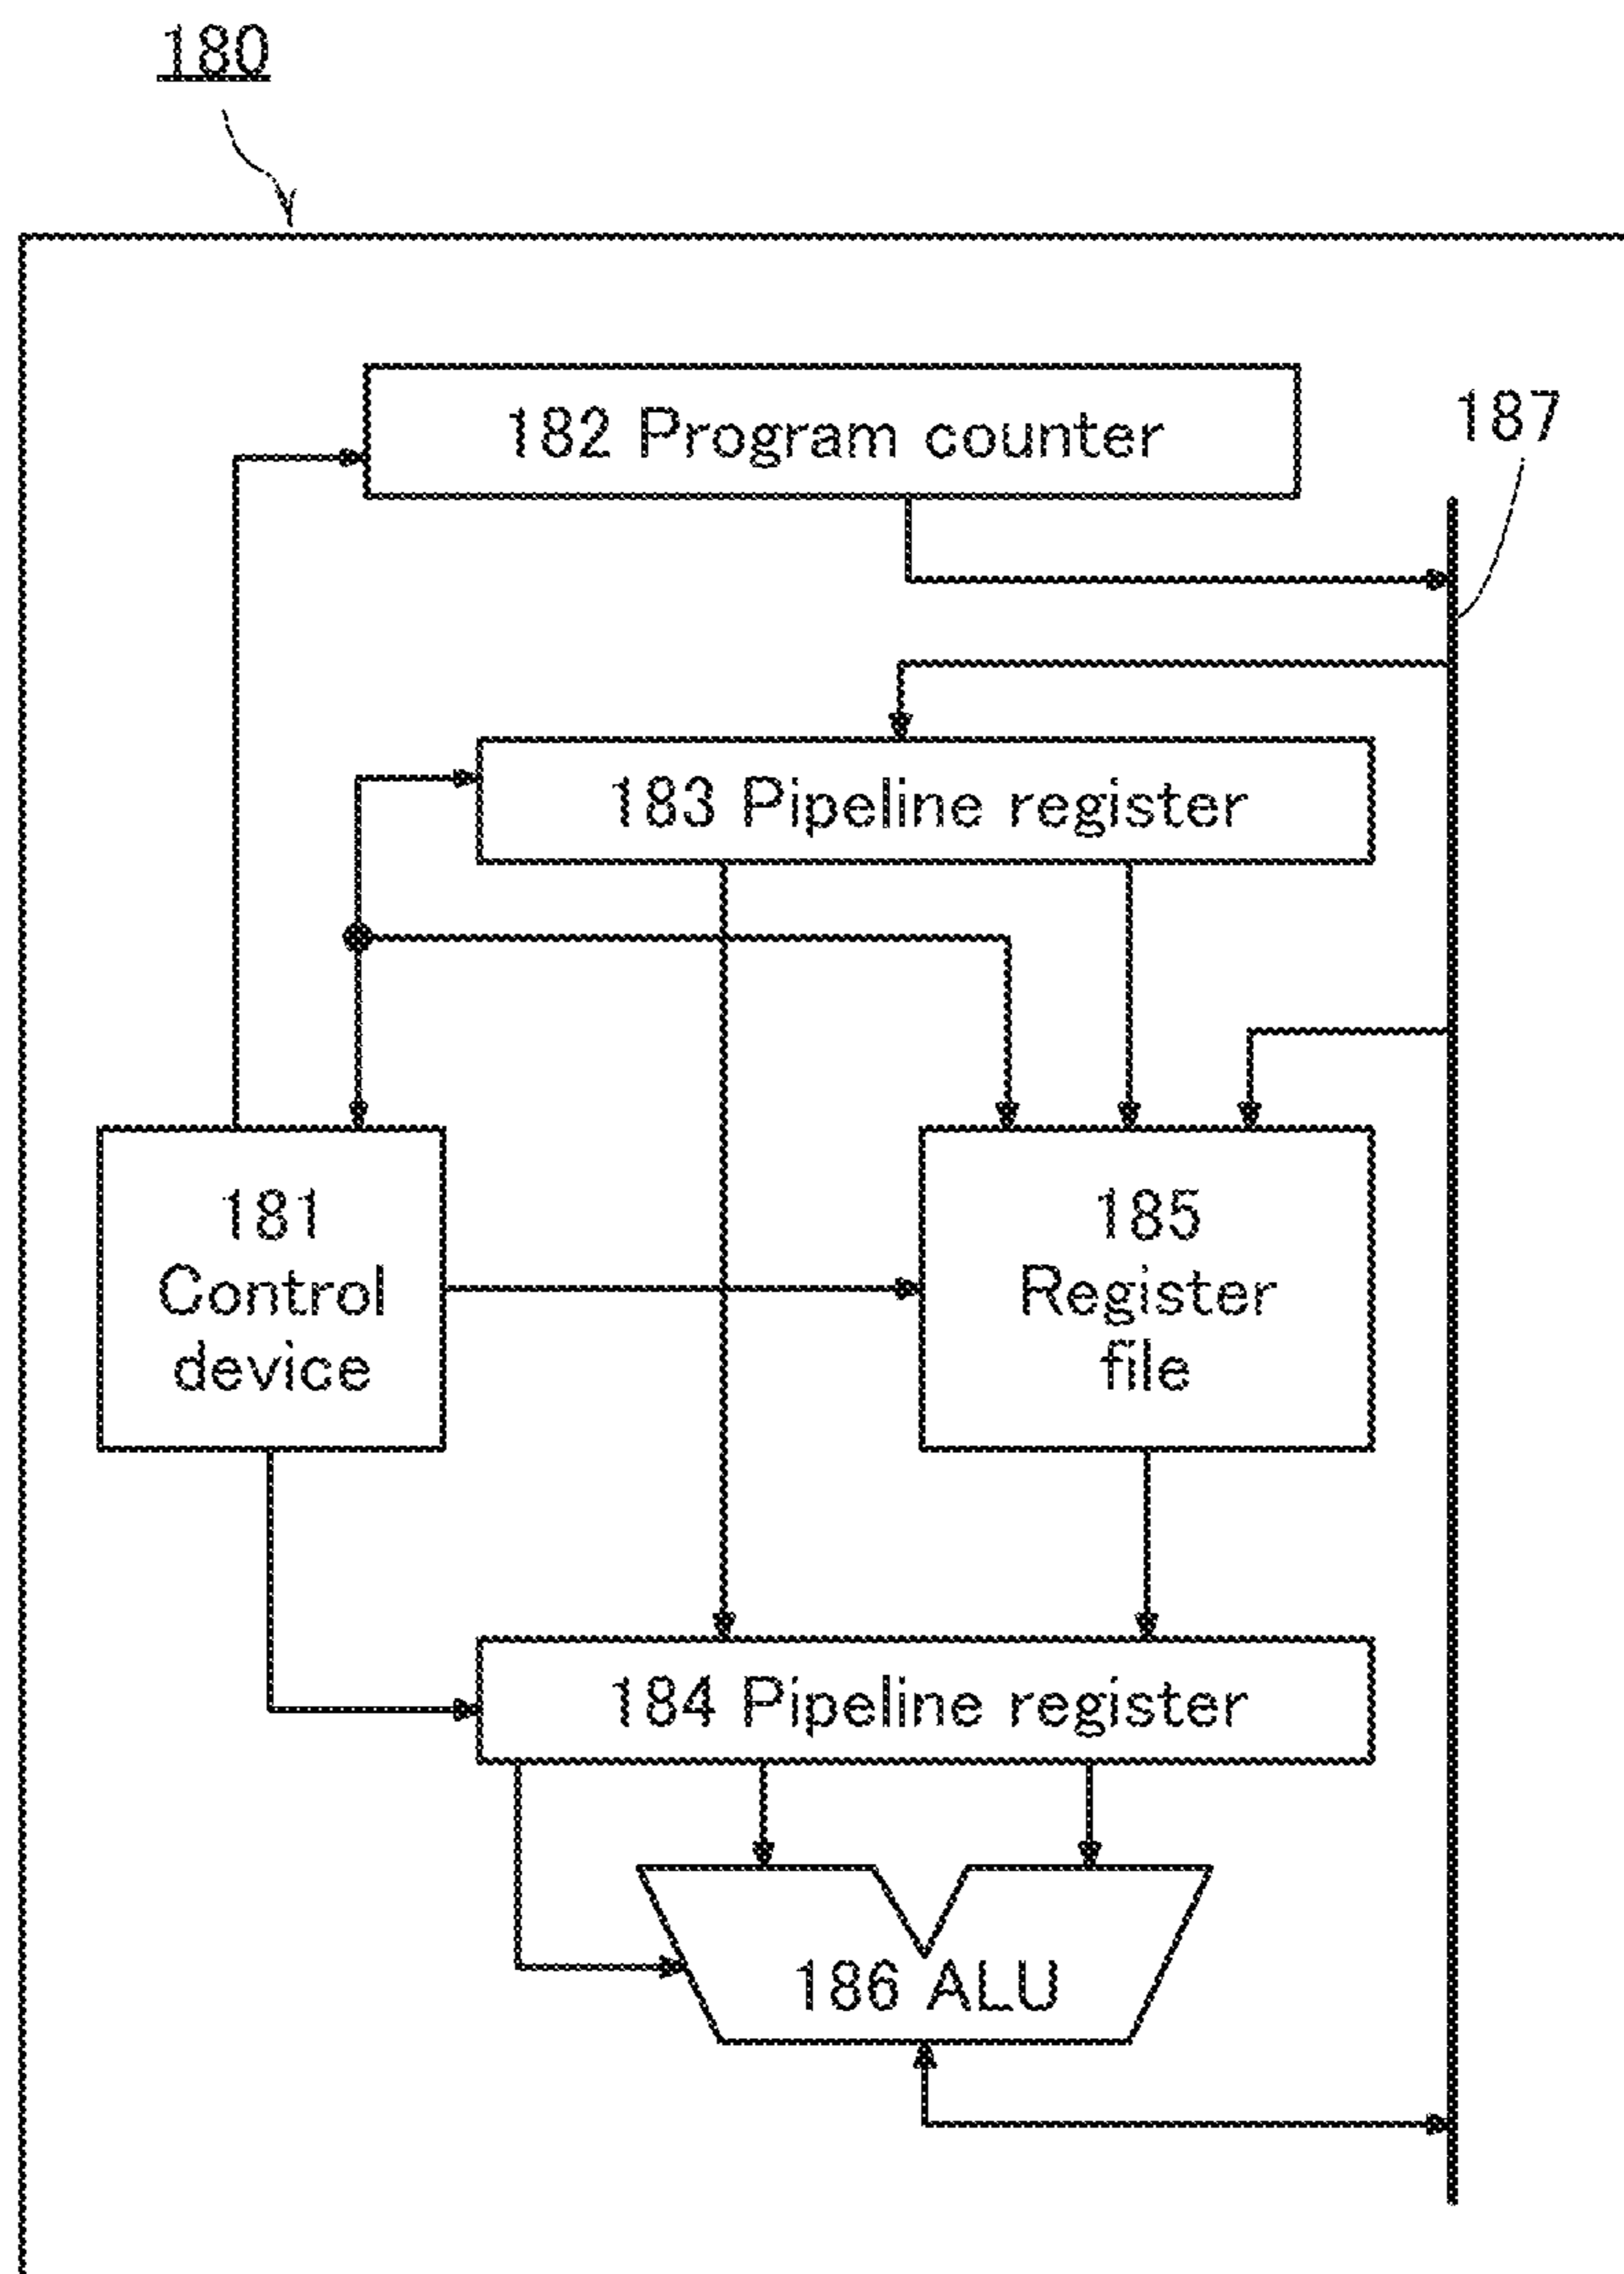 180
182 Program counter
187
183 Pipeline register
181
Control
device
185
Register
file
184 Pipeline register
186 ALU